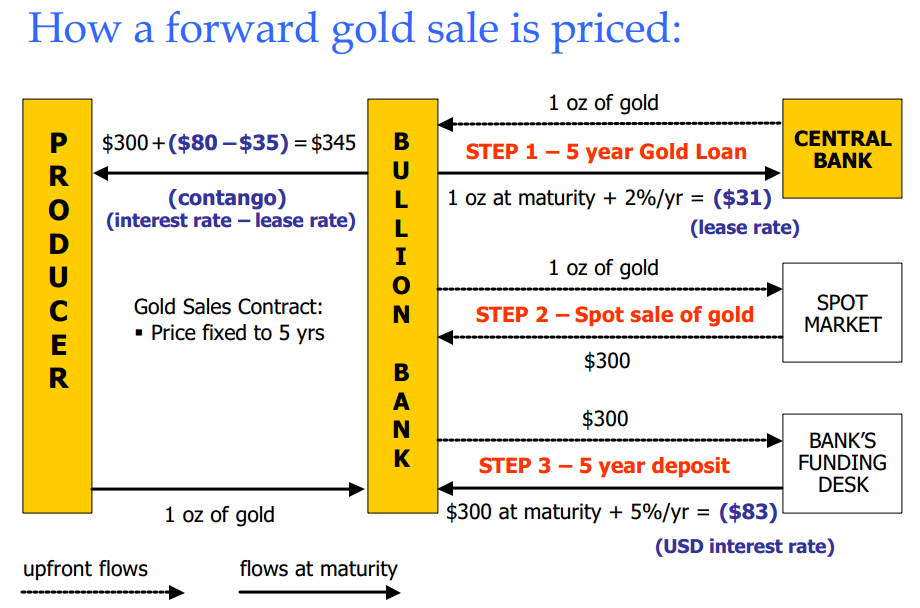 How a forward gold sale is priced:
PRODUCER
$300+($80 – $35) = $345
(contango)
(interest rate – lease rate)
Gold Sales Contract:
▪ Price fixed to 5 yrs
1 oz of gold
BULLION BANK
1 oz of gold
STEP 1 – 5 year Gold Loan
1 oz at maturity + 2%/yr = ($31)
(lease rate)
CENTRAL
BANK
1 oz of gold
STEP 2 – Spot sale of gold
$300
SPOT
MARKET
$300
STEP 3 – 5 year deposit
$300 at maturity + 5%/yr = ($83)
(USD interest rate)
BANK'S
FUNDING
DESK
upfront flows
flows at maturity